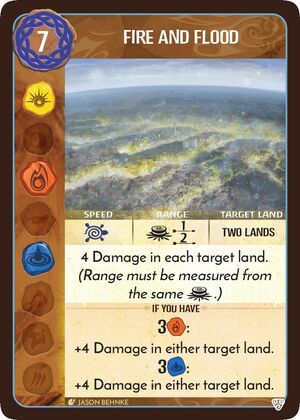 7
FIRE AND FLOOD
SPEED
RANGE
TARGET LAND
1
2
TWO LANDS
4 Damage in each target land.
(Range must be measured from
the same .)
IF YOU HAVE
3 :
+4 Damage in either target land.
3 :
+4 Damage in either target land.
JASON BEHNKE